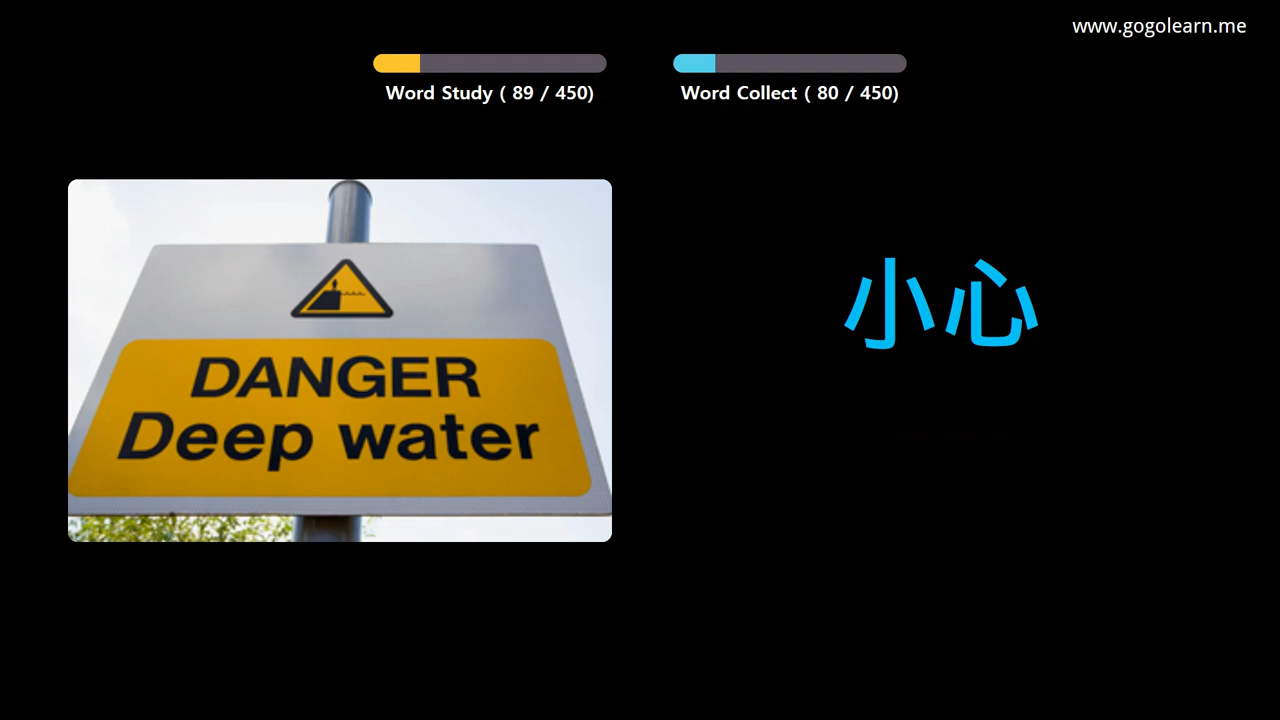 www.gogolearn.me
Word Study ( 89 / 450)
Word Collect ( 80 / 450)
DANGER
Deep water
小心